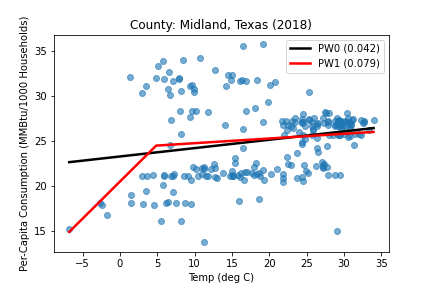 County: Midland, Texas (2018)
Per-Capita Consumption (MMBtu/1000 Households)
35
30
25
20
15
PW0 (0.042)
PW1 (0.079)
−5 0 5 10 15 20 25 30 35
Temp (deg C)